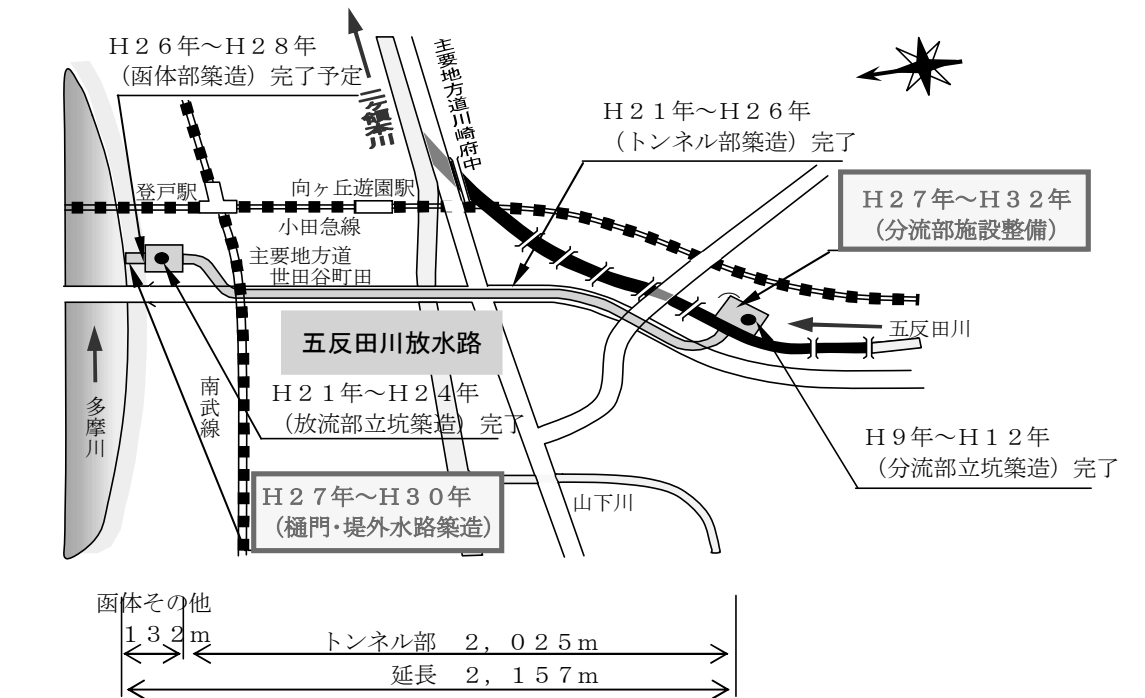 H26年～H28年
(函体部築造) 完了予定
二ヶ領本川
主要地方道川崎府中
H21年～H26年
(トンネル部築造) 完了
H27年～H32年
(分流部施設整備)
登戸駅
向ヶ丘遊園駅
小田急線
主要地方道
世田谷町田
五反田川放水路
五反田川
多摩川
南武線
H21年～H24年
(放流部立坑築造) 完了
H9年～H12年
(分流部立坑築造) 完了
H27年～H30年
(樋門･堤外水路築造)
山下川
函体その他
132m
トンネル部 2，025m
延長 2，157m